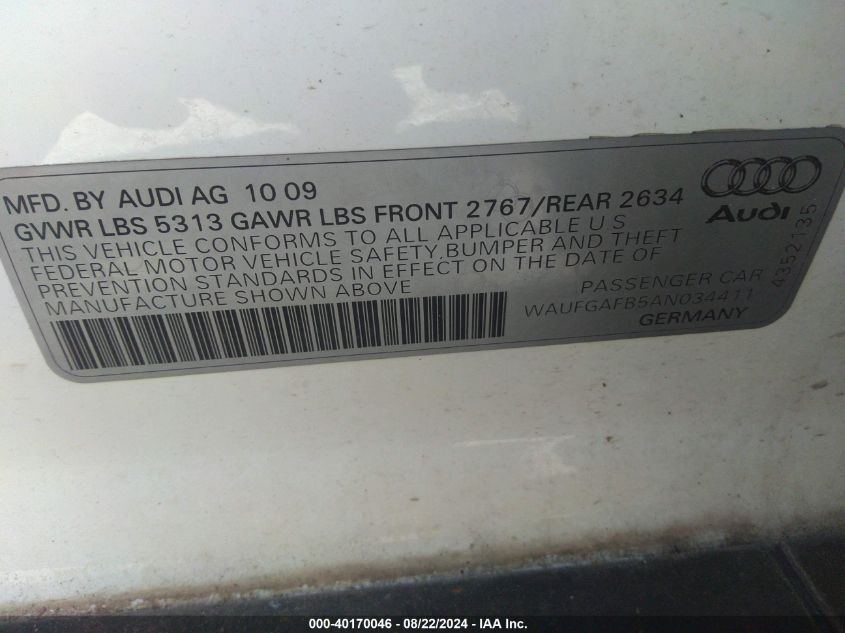 MFD. BY AUDI AG 10 09
GVWR LBS 5313 GAWR LBS FRONT 2767/REAR 2634
THIS VEHICLE CONFORMS TO ALL APPLICABLE U S
FEDERAL MOTOR VEHICLE SAFETY,BUMPER AND THEFT
PREVENTION STANDARDS IN EFFECT ON THE DATE OF
MANUFACTURE SHOWN ABOVE
Audi
4352135
PASSENGER CAR
WAUFGAFB5AN034411
GERMANY
000-40170046 - 08/22/2024 - IAA Inc.